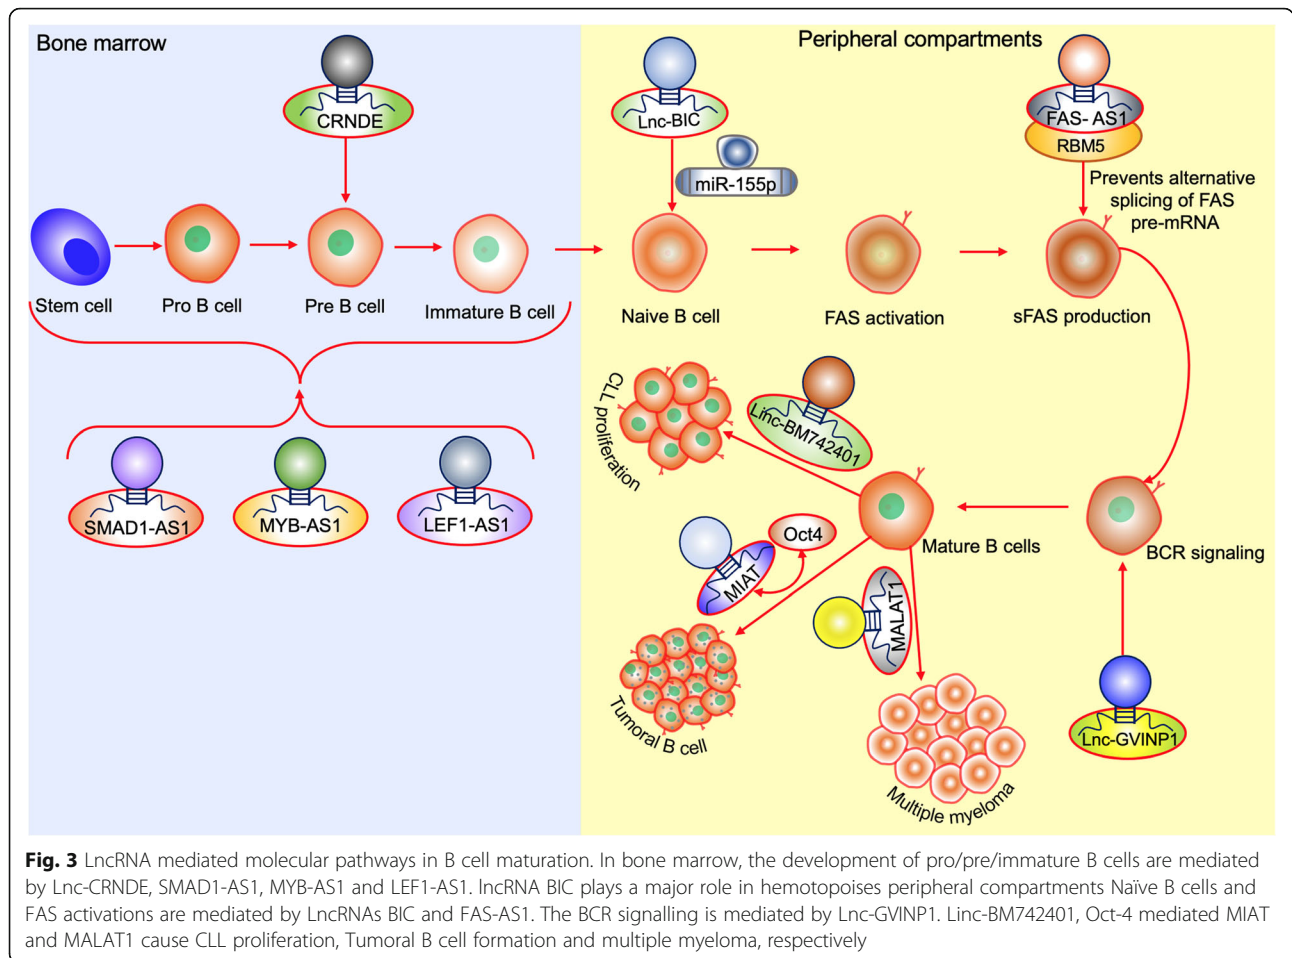 Bone marrow
Peripheral compartments
CRNDE
Lnc-BIC
FAS- AS1
RBM5
miR-155p
Prevents alternative
splicing of FAS
pre-mRNA
Stem cell
Pro B cell
Pre B cell
Immature B cell
Naive B cell
FAS activation
sFAS production
SMAD1-AS1
MYB-AS1
LEF1-AS1
CLL proliferation
Linc-BM742401
Oct4
MIAT
Mature B cells
BCR signaling
MALAT1
Tumoral B cell
Lnc-GVINP1
Multiple myeloma
Fig. 3 LncRNA mediated molecular pathways in B cell maturation. In bone marrow, the development of pro/pre/immature B cells are mediated
by Lnc-CRNDE, SMAD1-AS1, MYB-AS1 and LEF1-AS1. lncRNA BIC plays a major role in hemotopoises peripheral compartments Naïve B cells and
FAS activations are mediated by LncRNAs BIC and FAS-AS1. The BCR signalling is mediated by Lnc-GVINP1. Linc-BM742401, Oct-4 mediated MIAT
and MALAT1 cause CLL proliferation, Tumoral B cell formation and multiple myeloma, respectively